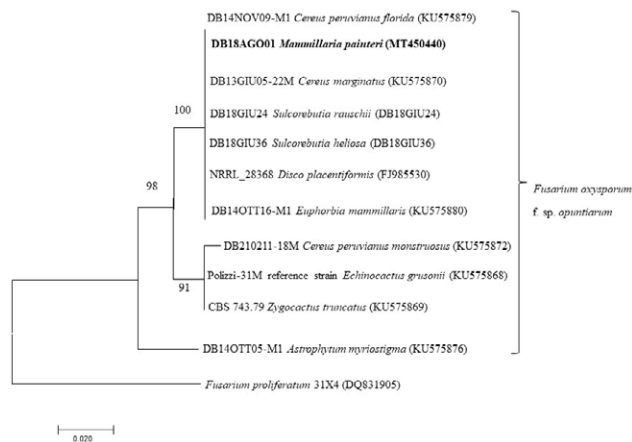 DB14NOV09-M1 Cereus peruvianus florida (KU575879)
DB18AGO01 Mammillaria painteri (MT450440)
DB13GIU05-22M Cereus marginatus (KU575870)
100
DB18GIU24 Sulcorebutia rauschii (DB18GIU24)
DB18GIU36 Sulcorebutia heliosa (DB18GIU36)
98
NRRL_28368 Disco placentiformis (FJ985530)
Fusarium oxysporum
f. sp. opuntiarum
DB14OTT16-M1 Euphorbia mammillaris (KU575880)
DB210211-18M Cereus peruvianus monstruosus (KU575872)
Polizzi-31M reference strain Echinocactus grusonii (KU575868)
91
CBS 743.79 Zygocactus truncatus (KU575869)
DB14OTT05-M1 Astrophytum myriostigma (KU575876)
Fusarium proliferatum 31X4 (DQ831905)
0.020